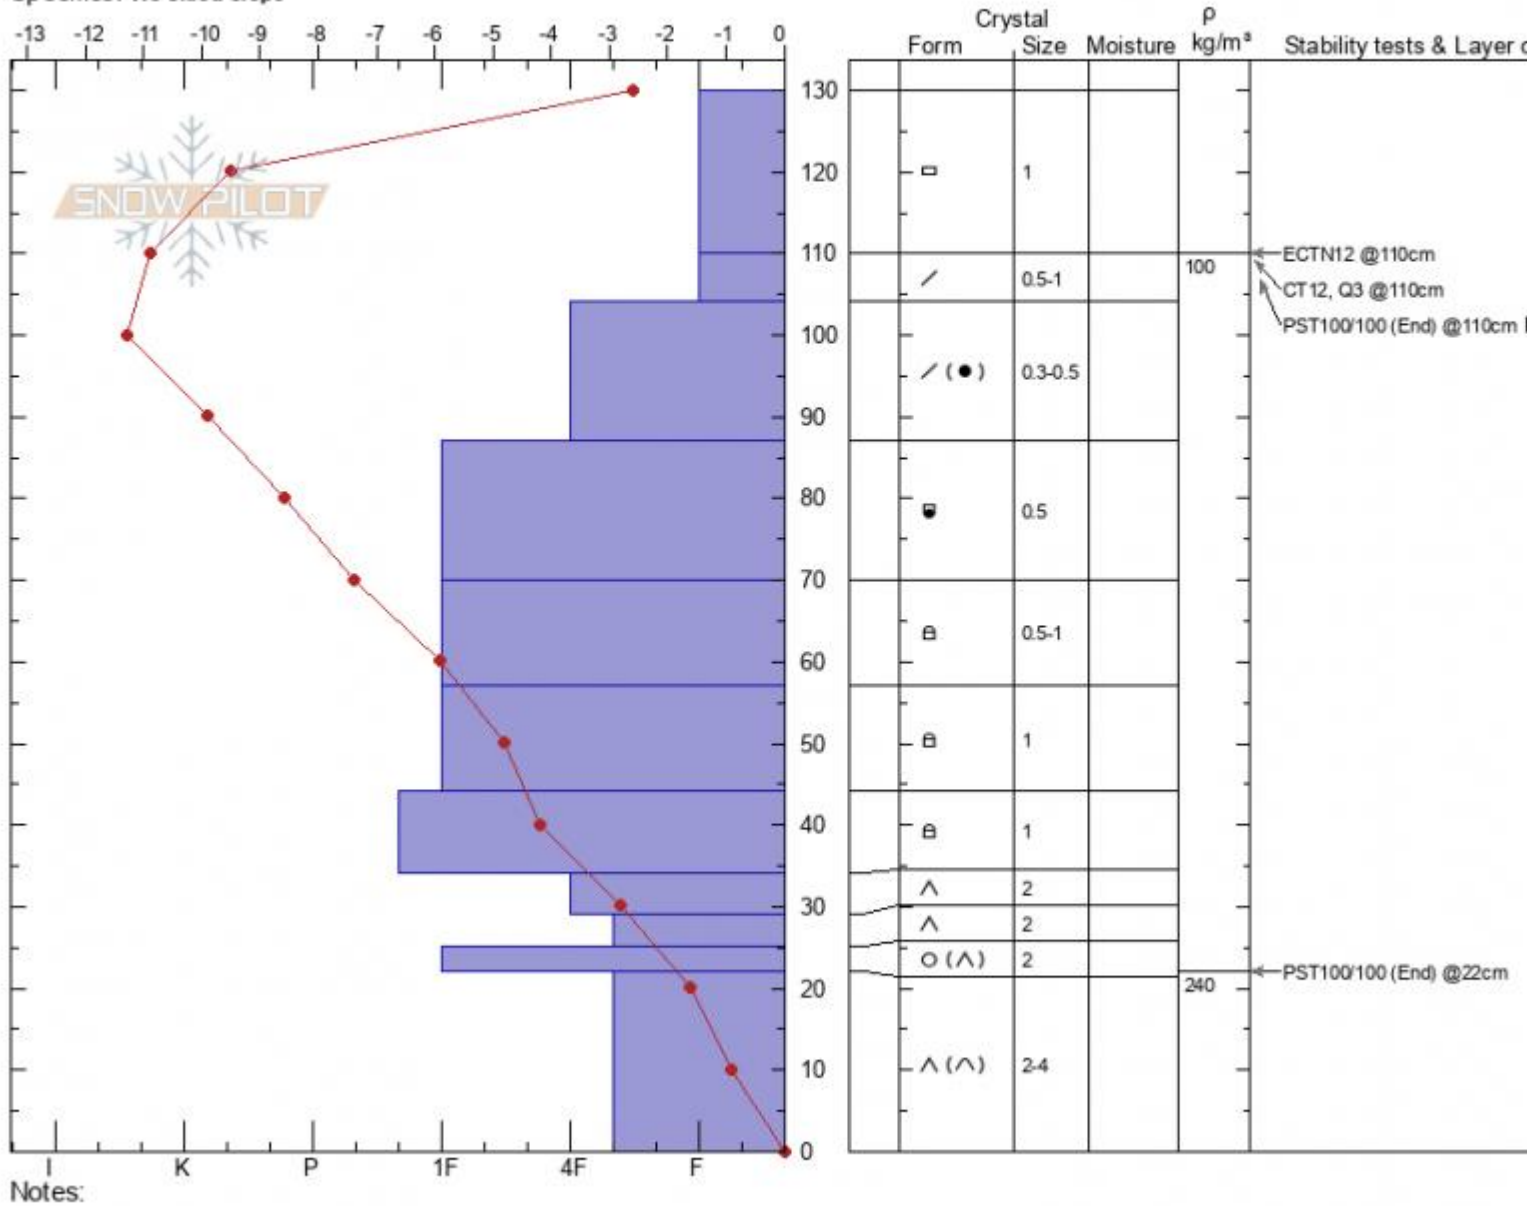 Crystal
ρ
-13 -12 -11 -10 -9 -8 -7 -6 -5 -4 -3 -2 -1 0
Form Size Moisture kg/m³ Stability tests & Layer
130
SNOW PILOT
120 1
110 ECTN12 @110cm
100
0.5-1 CT12, Q3 @110cm
100 PST100/100 (End) @110cm
0.3-0.5
90
80 0.5
70
0.5-1
60
50 1
40 1
2
30
2
2
PST100/100 (End) @22cm
20 240
10 2-4
0
I K P 1F 4F F
Notes: